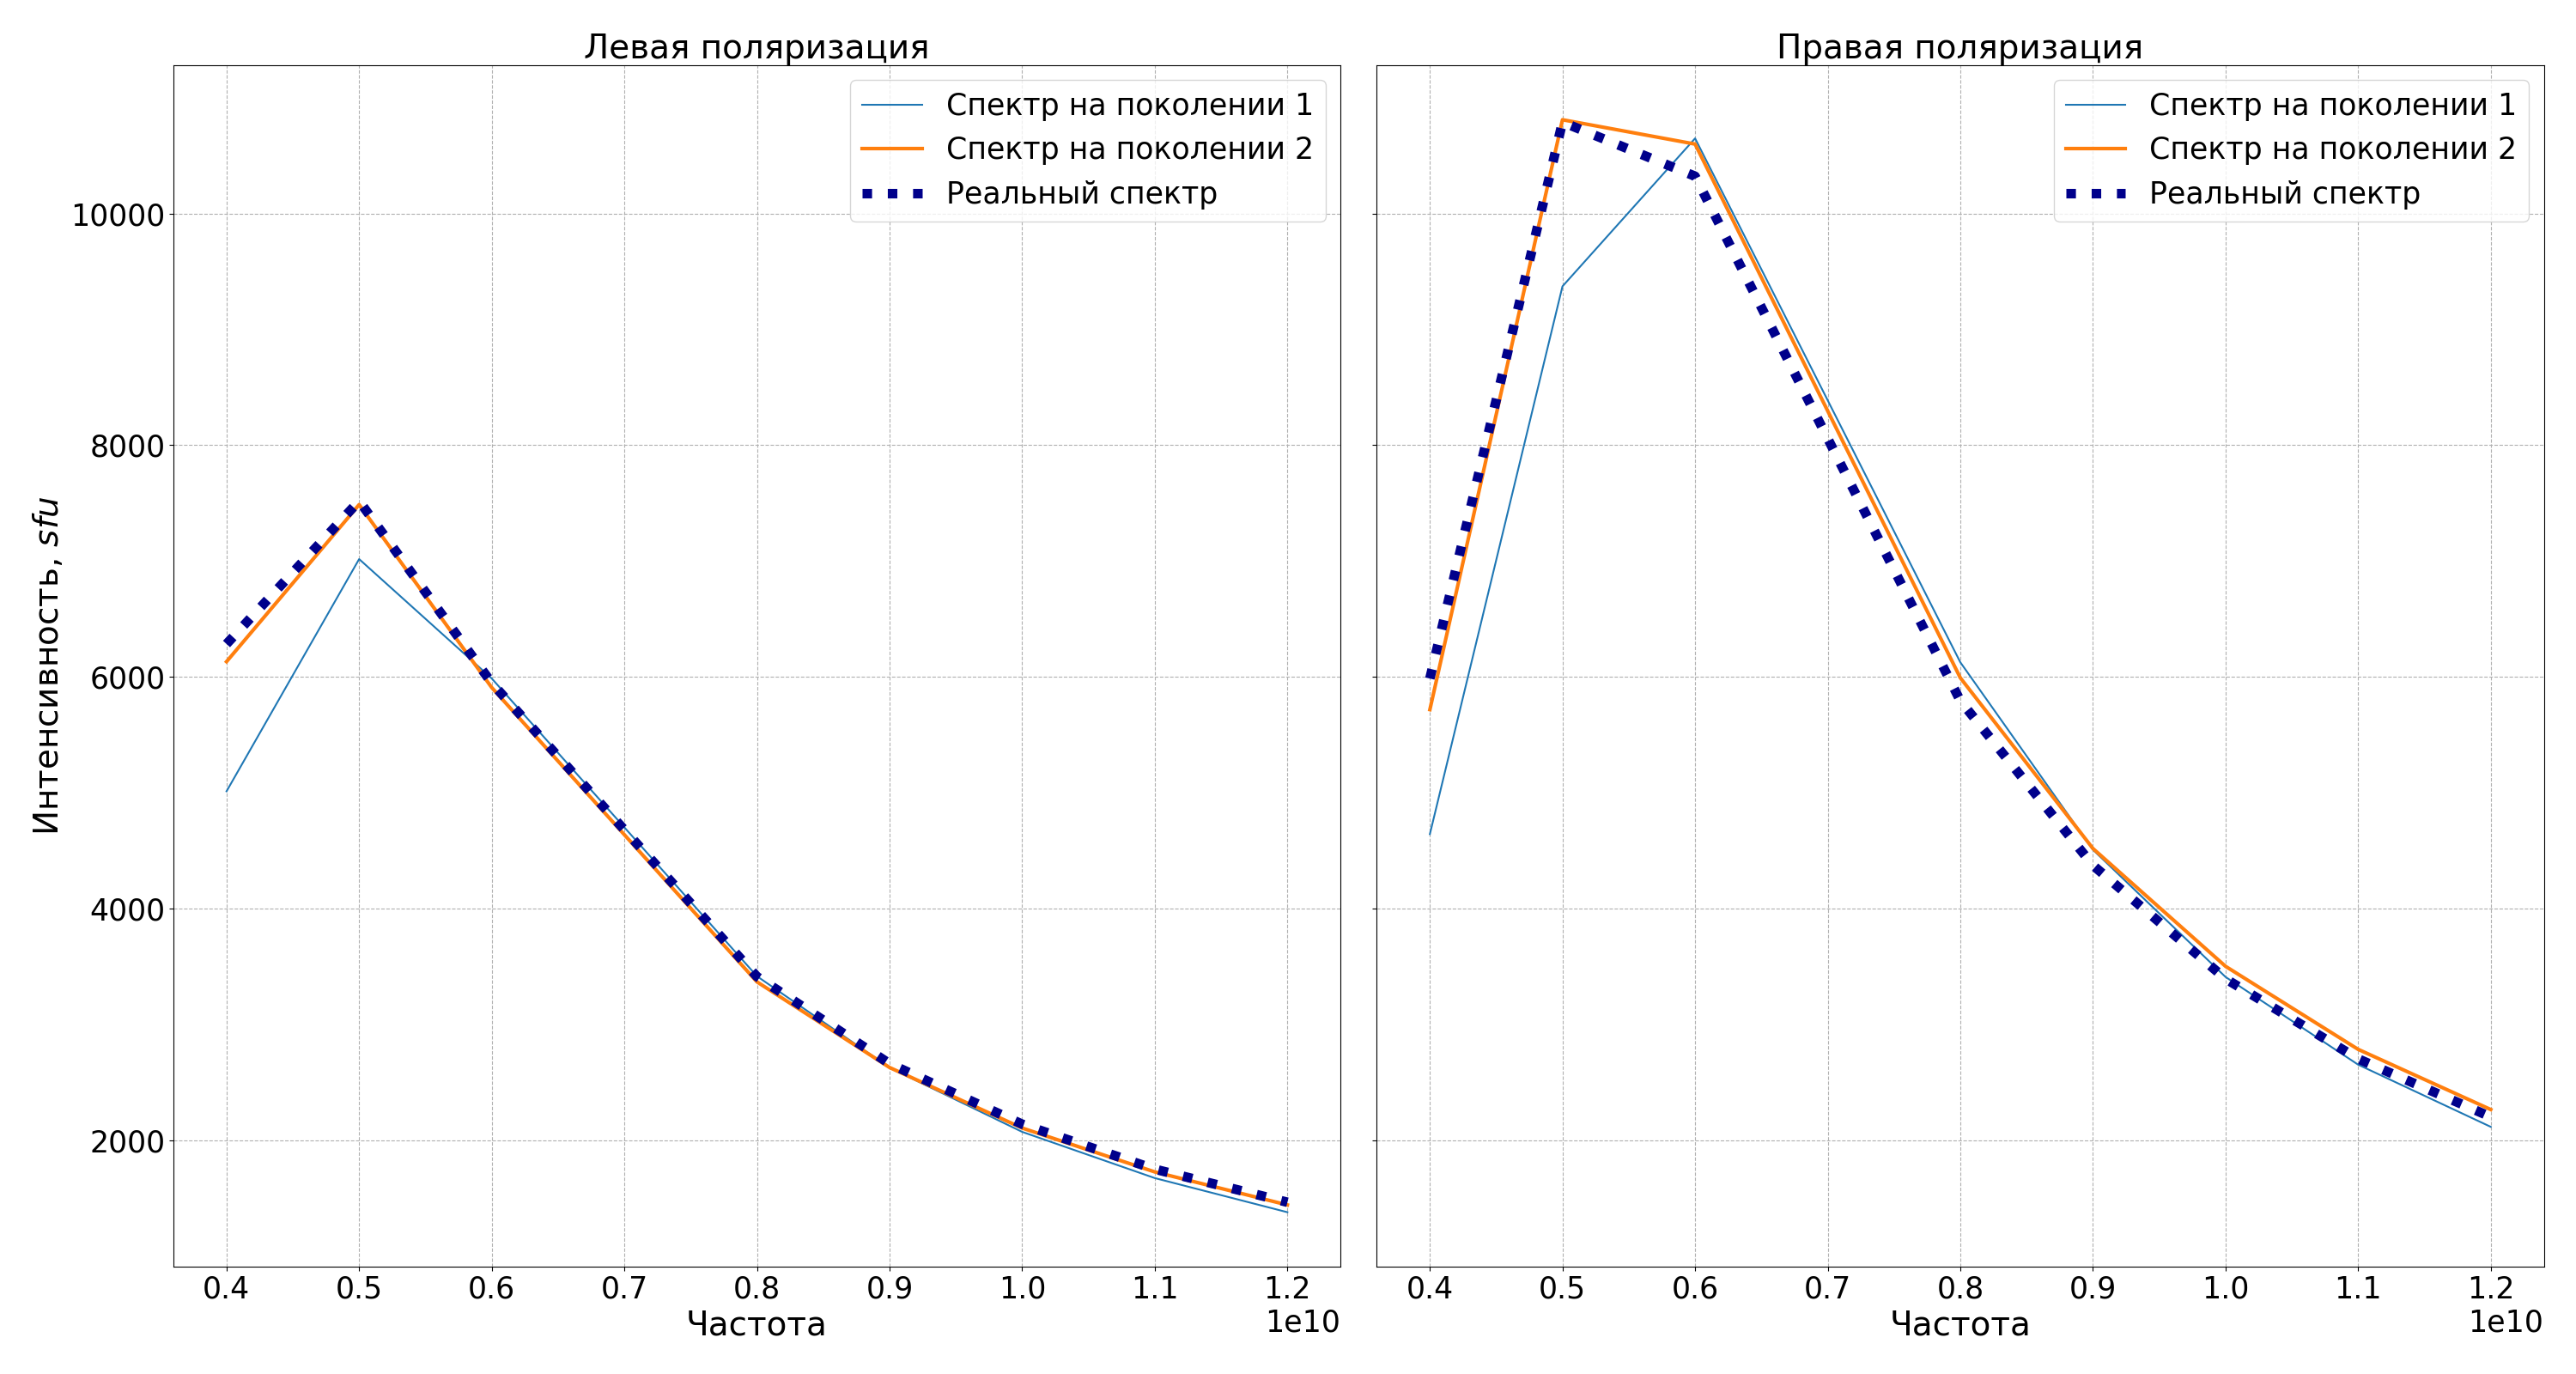 Левая поляризация
Спектр на поколении 1
Спектр на поколении 2
Реальный спектр
Интенсивность, sfu
10000
8000
6000
4000
2000
0.4 0.5 0.6 0.7 0.8 0.9 1.0 1.1 1.2
1e10
Частота
Правая поляризация
Спектр на поколении 1
Спектр на поколении 2
Реальный спектр
0.4 0.5 0.6 0.7 0.8 0.9 1.0 1.1 1.2
1e10
Частота